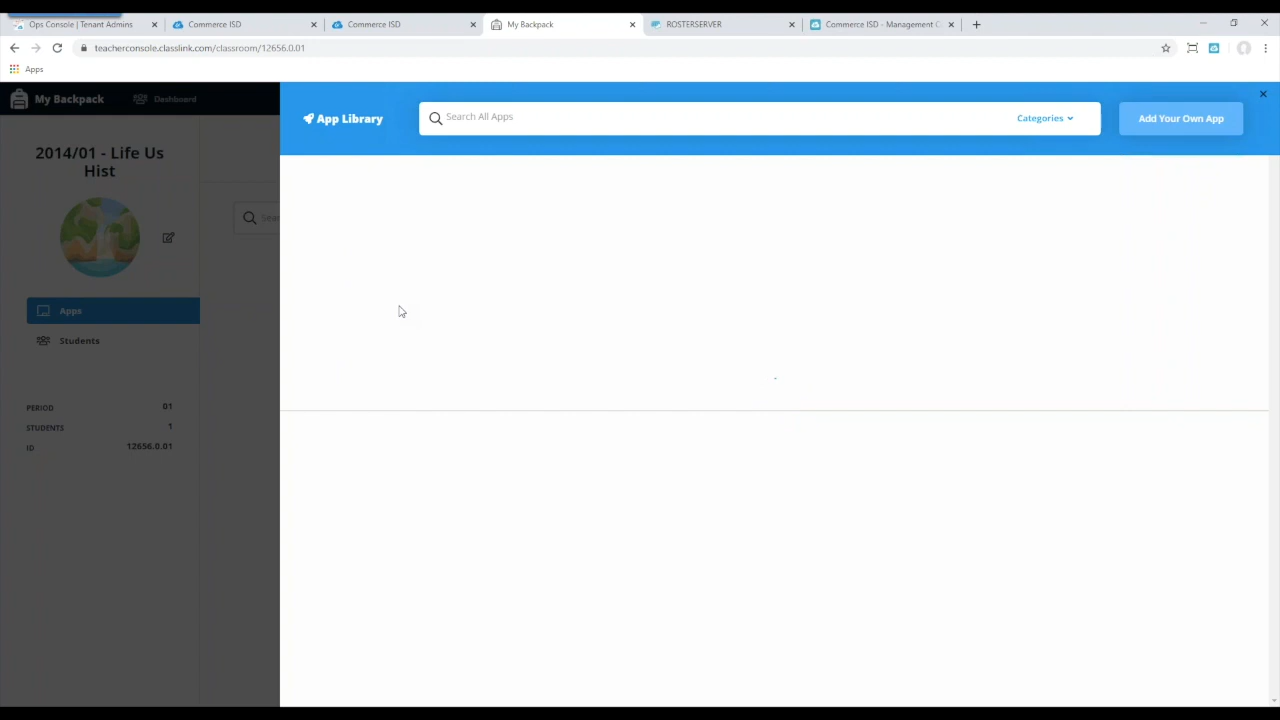 Ops Console | Tenant Admins
Commerce ISD
Commerce ISD
My Backpack
ROSTERSERVER
Commerce ISD - Management C
teacherconsole.classlink.com/classroom/12656.0.01
Apps
My Backpack
Dashboard
App Library
Search All Apps
Categories
Add Your Own App
2014/01 - Life Us
Hist
Sear
Apps
Students
PERIOD 01
STUDENTS 1
ID 12656.0.01